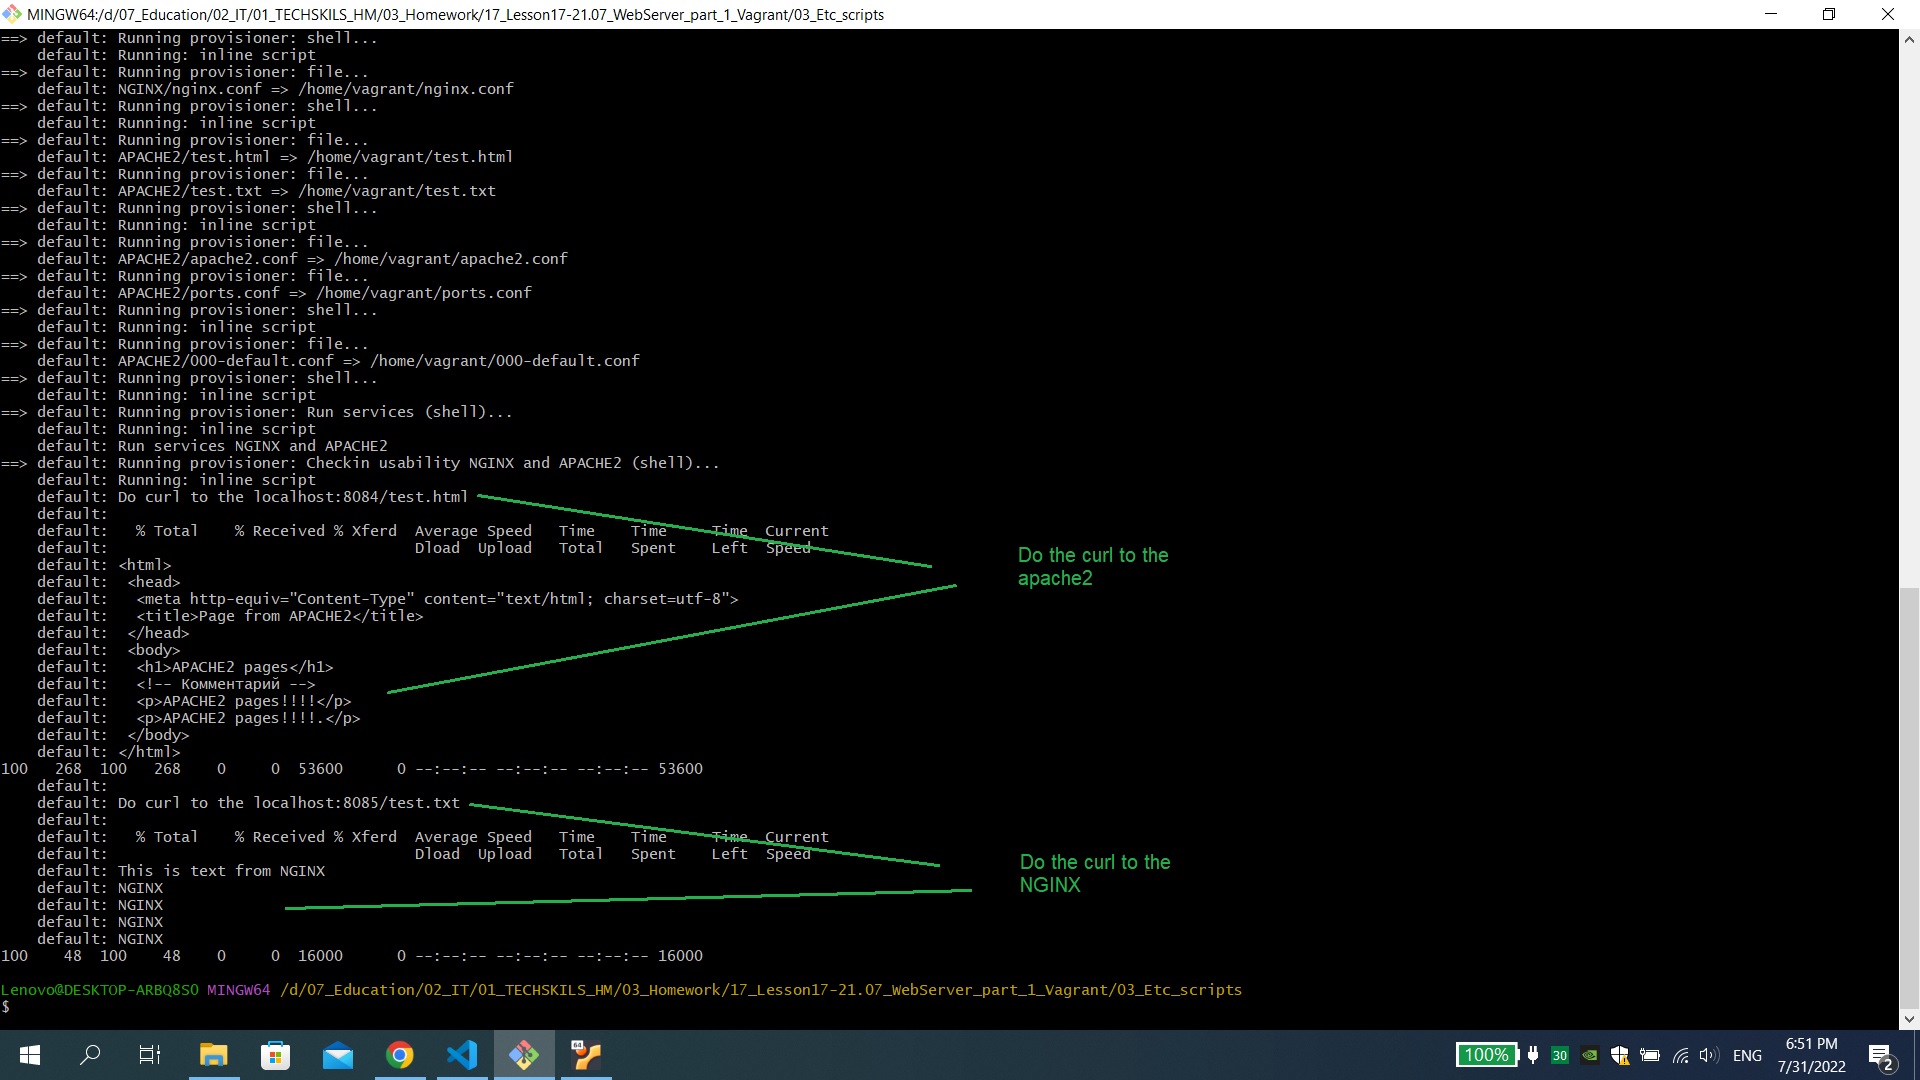 MINGW64:/d/07_Education/02_IT/01_TECHSKILS_HM/03_Homework/17_Lesson17-21.07_WebServer_part_1_Vagrant/03_Etc_scripts
==> default: Running provisioner: shell...
default: Running: inline script
==> default: Running provisioner: file...
default: NGINX/nginx.conf => /home/vagrant/nginx.conf
==> default: Running provisioner: shell...
default: Running: inline script
==> default: Running provisioner: file...
default: APACHE2/test.html => /home/vagrant/test.html
==> default: Running provisioner: file...
default: APACHE2/test.txt => /home/vagrant/test.txt
==> default: Running provisioner: shell...
default: Running: inline script
==> default: Running provisioner: file...
default: APACHE2/apache2.conf => /home/vagrant/apache2.conf
==> default: Running provisioner: file...
default: APACHE2/ports.conf => /home/vagrant/ports.conf
==> default: Running provisioner: shell...
default: Running: inline script
==> default: Running provisioner: file...
default: APACHE2/000-default.conf => /home/vagrant/000-default.conf
==> default: Running provisioner: shell...
default: Running: inline script
==> default: Running provisioner: Run services (shell)...
default: Running: inline script
default: Run services NGINX and APACHE2
==> default: Running provisioner: Checkin usability NGINX and APACHE2 (shell)...
default: Running: inline script
default: Do curl to the localhost:8084/test.html
default:
default: % Total % Received % Xferd Average Speed Time Time Time Current
default: Dload Upload Total Spent Left Speed
default: <html>
default: <head>
default: <meta http-equiv="Content-Type" content="text/html; charset=utf-8">
default: <title>Page from APACHE2</title>
default: </head>
default: <body>
default: <h1>APACHE2 pages</h1>
default: <!-- Комментарий -->
default: <p>APACHE2 pages!!!!</p>
default: <p>APACHE2 pages!!!!.</p>
default: </body>
default: </html>
100 268 100 268 0 0 53600 0 --:--:-- --:--:-- --:--:-- 53600
default:
default: Do curl to the localhost:8085/test.txt
default:
default: % Total % Received % Xferd Average Speed Time Time Time Current
default: Dload Upload Total Spent Left Speed
default: This is text from NGINX
default: NGINX
default: NGINX
default: NGINX
default: NGINX
100 48 100 48 0 0 16000 0 --:--:-- --:--:-- --:--:-- 16000
Lenovo@DESKTOP-ARBQ8SO MINGW64 /d/07_Education/02_IT/01_TECHSKILS_HM/03_Homework/17_Lesson17-21.07_WebServer_part_1_Vagrant/03_Etc_scripts
$
Do the curl to the
apache2
Do the curl to the
NGINX
64
100%
30
ENG
6:51 PM
7/31/2022
2